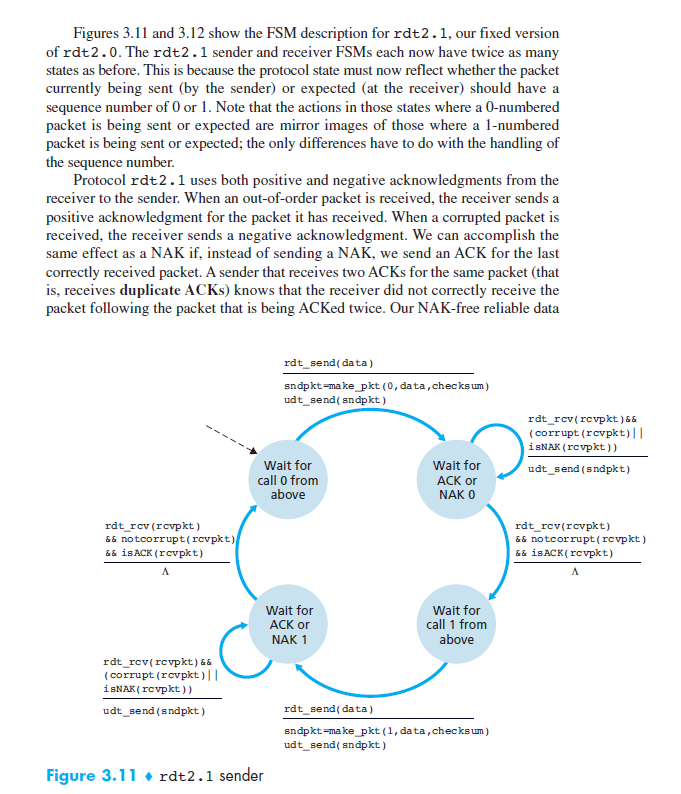 Figures 3.11 and 3.12 show the FSM description for rdt2.1, our fixed version
of rdt2.0. The rdt2.1 sender and receiver FSMs each now have twice as many
states as before. This is because the protocol state must now reflect whether the packet
currently being sent (by the sender) or expected (at the receiver) should have a
sequence number of 0 or 1. Note that the actions in those states where a 0-numbered
packet is being sent or expected are mirror images of those where a 1-numbered
packet is being sent or expected; the only differences have to do with the handling of
the sequence number.
Protocol rdt2.1 uses both positive and negative acknowledgments from the
receiver to the sender. When an out-of-order packet is received, the receiver sends a
positive acknowledgment for the packet it has received. When a corrupted packet is
received, the receiver sends a negative acknowledgment. We can accomplish the
same effect as a NAK if, instead of sending a NAK, we send an ACK for the last
correctly received packet. A sender that receives two ACKs for the same packet (that
is, receives duplicate ACKs) knows that the receiver did not correctly receive the
packet following the packet that is being ACKed twice. Our NAK-free reliable data
rdt_send(data)
sndpkt=make_pkt(0,data,checksum)
udt_send(sndpkt)
rdt_rcv(rcvpkt)&&
(corrupt(rcvpkt)||
isNAK(rcvpkt))
udt_send(sndpkt)
Wait for
call 0 from
above
Wait for
ACK or
NAK 0
rdt_rcv(rcvpkt)
&& notcorrupt(rcvpkt)
&& isACK(rcvpkt)
Λ
rdt_rcv(rcvpkt)
&& notcorrupt(rcvpkt)
&& isACK(rcvpkt)
Λ
Wait for
ACK or
NAK 1
Wait for
call 1 from
above
rdt_rcv(rcvpkt)&&
(corrupt(rcvpkt)||
isNAK(rcvpkt))
udt_send(sndpkt)
rdt_send(data)
sndpkt=make_pkt(1,data,checksum)
udt_send(sndpkt)
Figure 3.11 ♦ rdt2.1 sender